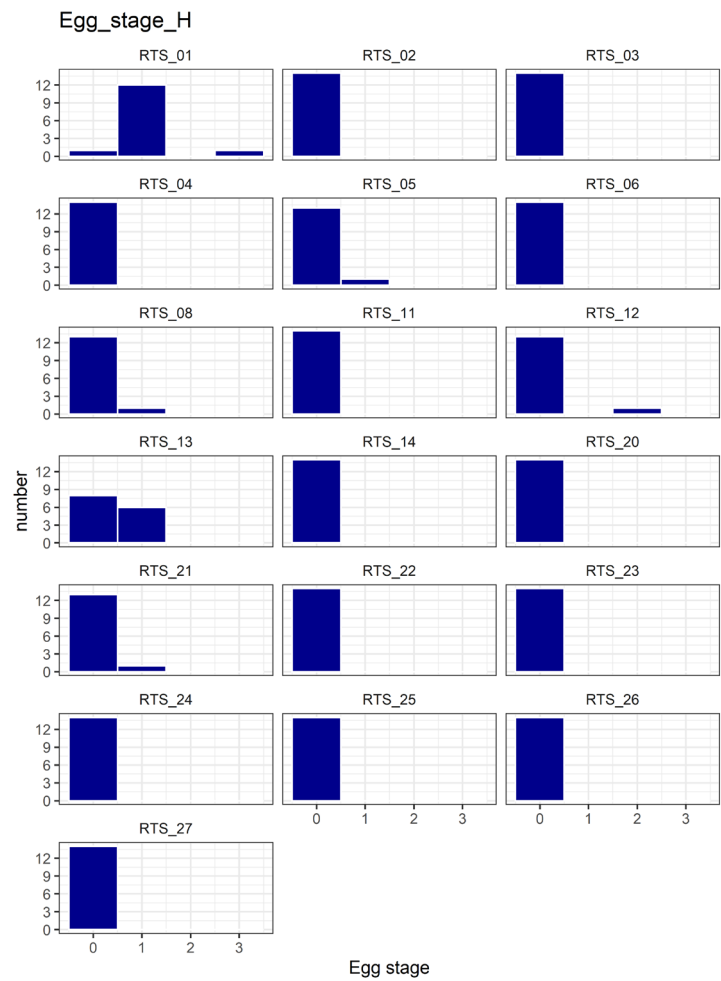 Egg_stage_H
RTS_01 RTS_02 RTS_03
12
9
6
3
0
RTS_04 RTS_05 RTS_06
12
9
6
3
0
RTS_08 RTS_11 RTS_12
12
9
6
3
0
RTS_13 RTS_14 RTS_20
12
9
6
3
0
RTS_21 RTS_22 RTS_23
12
9
6
3
0
RTS_24 RTS_25 RTS_26
12
9
6
3
0
0 1 2 3 0 1 2 3
RTS_27
12
9
6
3
0
0 1 2 3
number
Egg stage